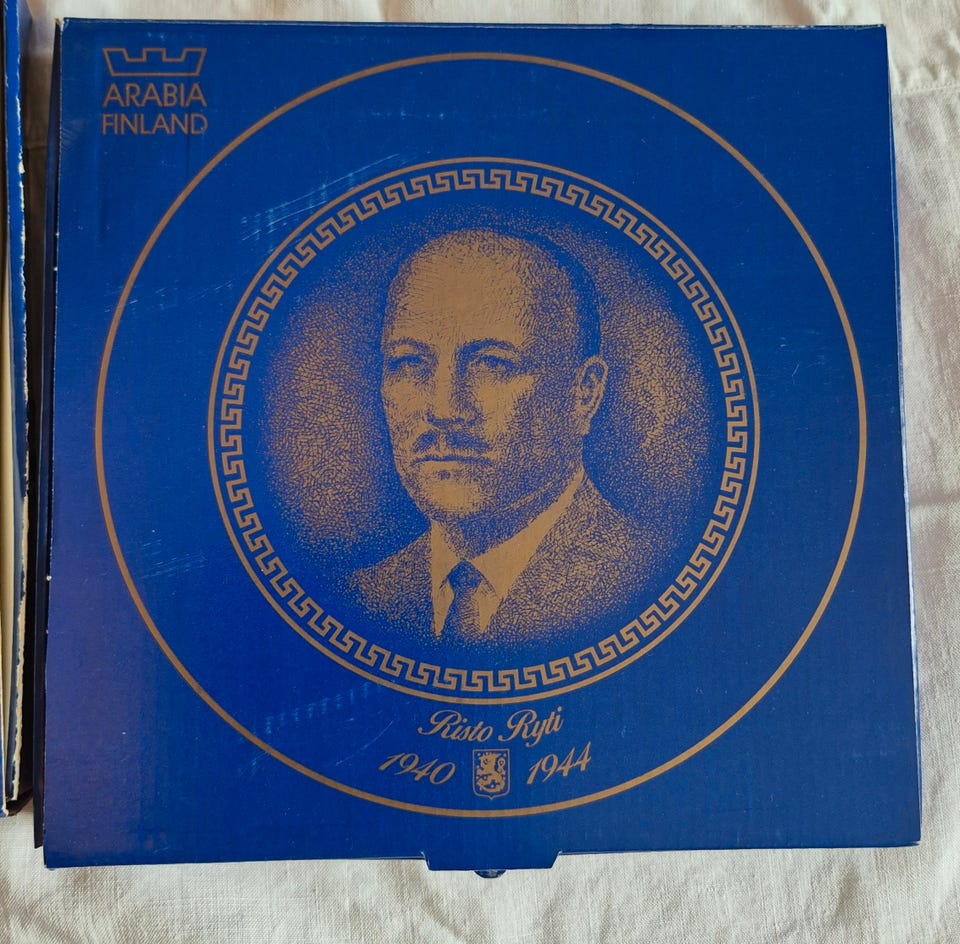 ARABIA
FINLAND
Risto Ryti
1940 1944